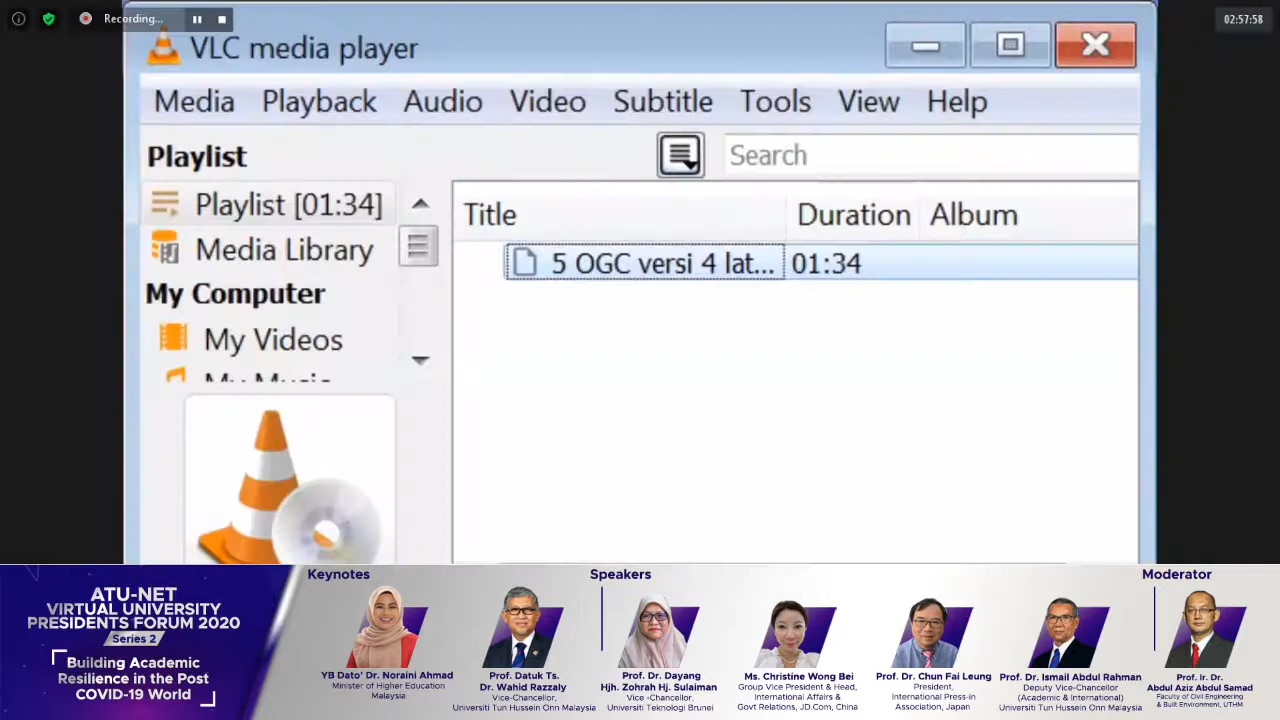 Recording...
02:57:58
VLC media player
Media Playback Audio Video Subtitle Tools View Help
Playlist
Search
Playlist [01:34]
Media Library
My Computer
My Videos
My Music
Title Duration Album
5 OGC versi 4 lat... 01:34
ATU-NET
VIRTUAL UNIVERSITY
PRESIDENTS FORUM 2020
Series 2
Building Academic
Resilience in the Post
COVID-19 World
Keynotes
YB Dato' Dr. Noraini Ahmad
Minister of Higher Education
Malaysia
Prof. Datuk Ts.
Dr. Wahid Razzaly
Vice-Chancellor,
Universiti Tun Hussein Onn Malaysia
Speakers
Prof. Dr. Dayang
Hjh. Zohrah Hj. Sulaiman
Vice -Chancellor,
Universiti Teknologi Brunei
Ms. Christine Wong Bei
Group Vice President & Head,
International Affairs &
Govt Relations, JD.Com, China
Prof. Dr. Chun Fai Leung
President,
International Press-in
Association, Japan
Prof. Dr. Ismail Abdul Rahman
Deputy Vice-Chancellor
(Academic & International)
Universiti Tun Hussein Onn Malaysia
Moderator
Prof. Ir. Dr.
Abdul Aziz Abdul Samad
Faculty of Civil Engineering
& Built Environment, UTHM